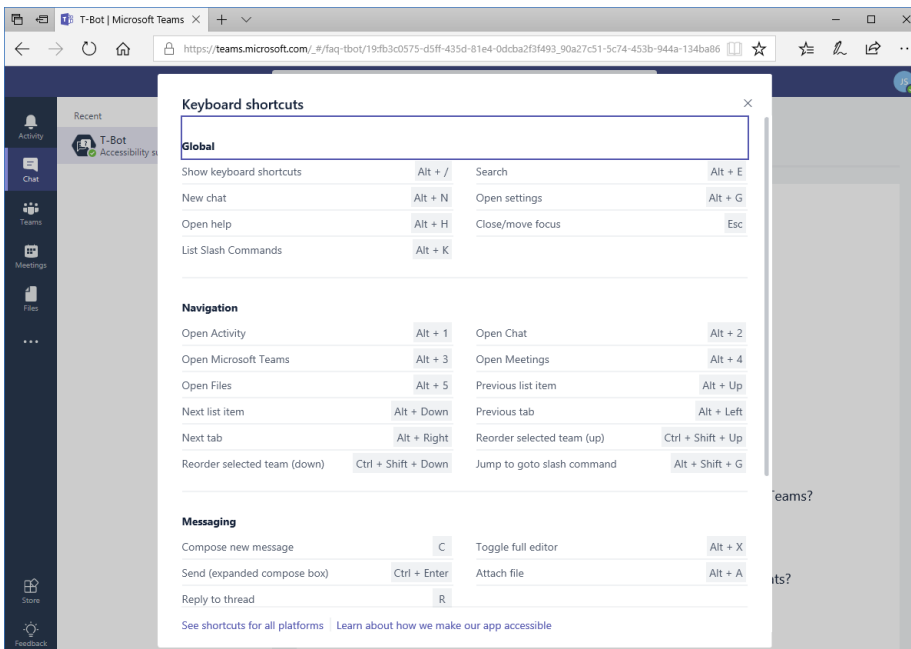 T-Bot | Microsoft Teams
https://teams.microsoft.com/_#/faq-tbot/19:fb3c0575-d5ff-435d-81e4-0dcba2f3f493_90a27c51-5c74-453b-944a-134ba86
JS
Activity
Chat
Teams
Meetings
Files
Store
Feedback
Recent
T-Bot
Accessibility su
Keyboard shortcuts
Global
Show keyboard shortcuts Alt + / Search Alt + E
New chat Alt + N Open settings Alt + G
Open help Alt + H Close/move focus Esc
List Slash Commands Alt + K
Navigation
Open Activity Alt + 1 Open Chat Alt + 2
Open Microsoft Teams Alt + 3 Open Meetings Alt + 4
Open Files Alt + 5 Previous list item Alt + Up
Next list item Alt + Down Previous tab Alt + Left
Next tab Alt + Right Reorder selected team (up) Ctrl + Shift + Up
Reorder selected team (down) Ctrl + Shift + Down Jump to goto slash command Alt + Shift + G
Messaging
Compose new message C Toggle full editor Alt + X
Send (expanded compose box) Ctrl + Enter Attach file Alt + A
Reply to thread R
See shortcuts for all platforms Learn about how we make our app accessible
Teams?
ats?